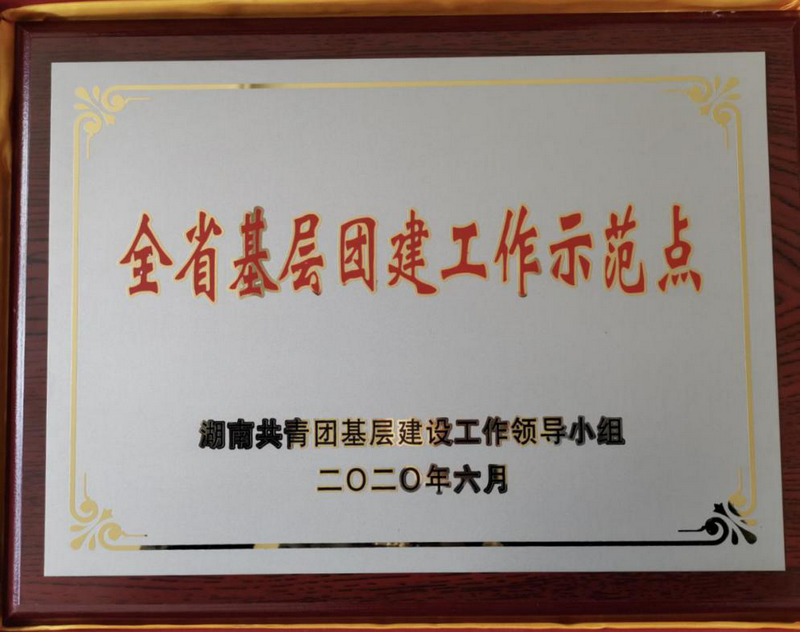 全省基层团建工作示范点
湖南共青团基层建设工作领导小组
二〇二〇年六月